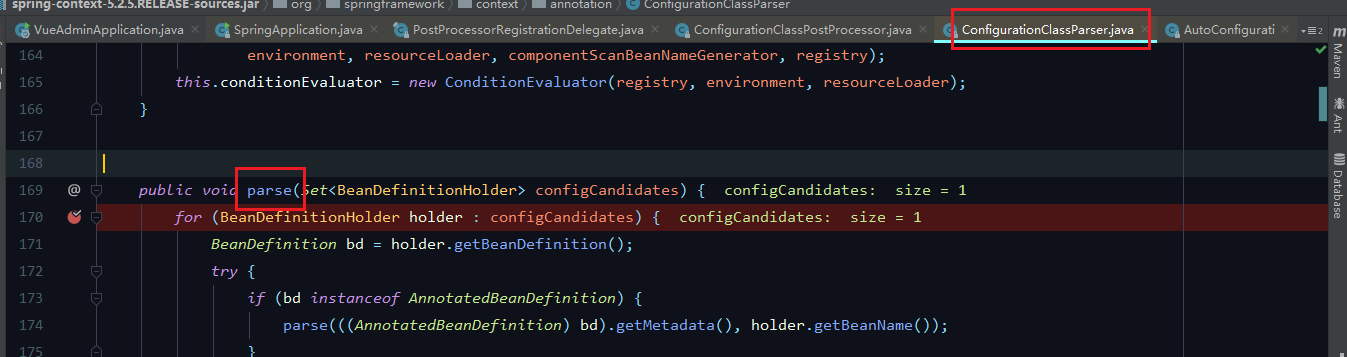 spring-context-5.2.5.RELEASE-sources.jar org springframework context annotation ConfigurationClassParser
VueAdminApplication.java SpringApplication.java PostProcessorRegistrationDelegate.java ConfigurationClassPostProcessor.java ConfigurationClassParser.java AutoConfigurati
164 environment, resourceLoader, componentScanBeanNameGenerator, registry);
165 this.conditionEvaluator = new ConditionEvaluator(registry, environment, resourceLoader);
166 }
167
168
169 @ public void parse(Set<BeanDefinitionHolder> configCandidates) { configCandidates: size = 1
170 for (BeanDefinitionHolder holder : configCandidates) { configCandidates: size = 1
171 BeanDefinition bd = holder.getBeanDefinition();
172 try {
173 if (bd instanceof AnnotatedBeanDefinition) {
174 parse(((AnnotatedBeanDefinition) bd).getMetadata(), holder.getBeanName());
175 }
m
Maven
Ant
Database